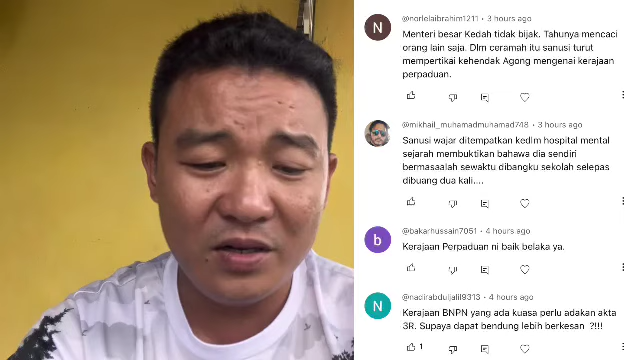 @norlelaibrahim1211 • 3 hours ago
Menteri besar Kedah tidak bijak. Tahunya mencaci
orang lain saja. Dlm ceramah itu sanusi turut
mempertikai kehendak Agong mengenai kerajaan
perpaduan.
@mikhail_muhamadmuhamad748 • 3 hours ago
Sanusi wajar ditempatkan kedlm hospital mental
sejarah membuktikan bahawa dia sendiri
bermasaalah sewaktu dibangku sekolah selepas
dibuang dua kali....
b
@bakarhussain7051 • 4 hours ago
Kerajaan Perpaduan ni baik belaka ya.
N
@nadirabduljalil9313 • 4 hours ago
Kerajaan BNPN yang ada kuasa perlu adakan akta
3R. Supaya dapat bendung lebih berkesan ?!!!
1